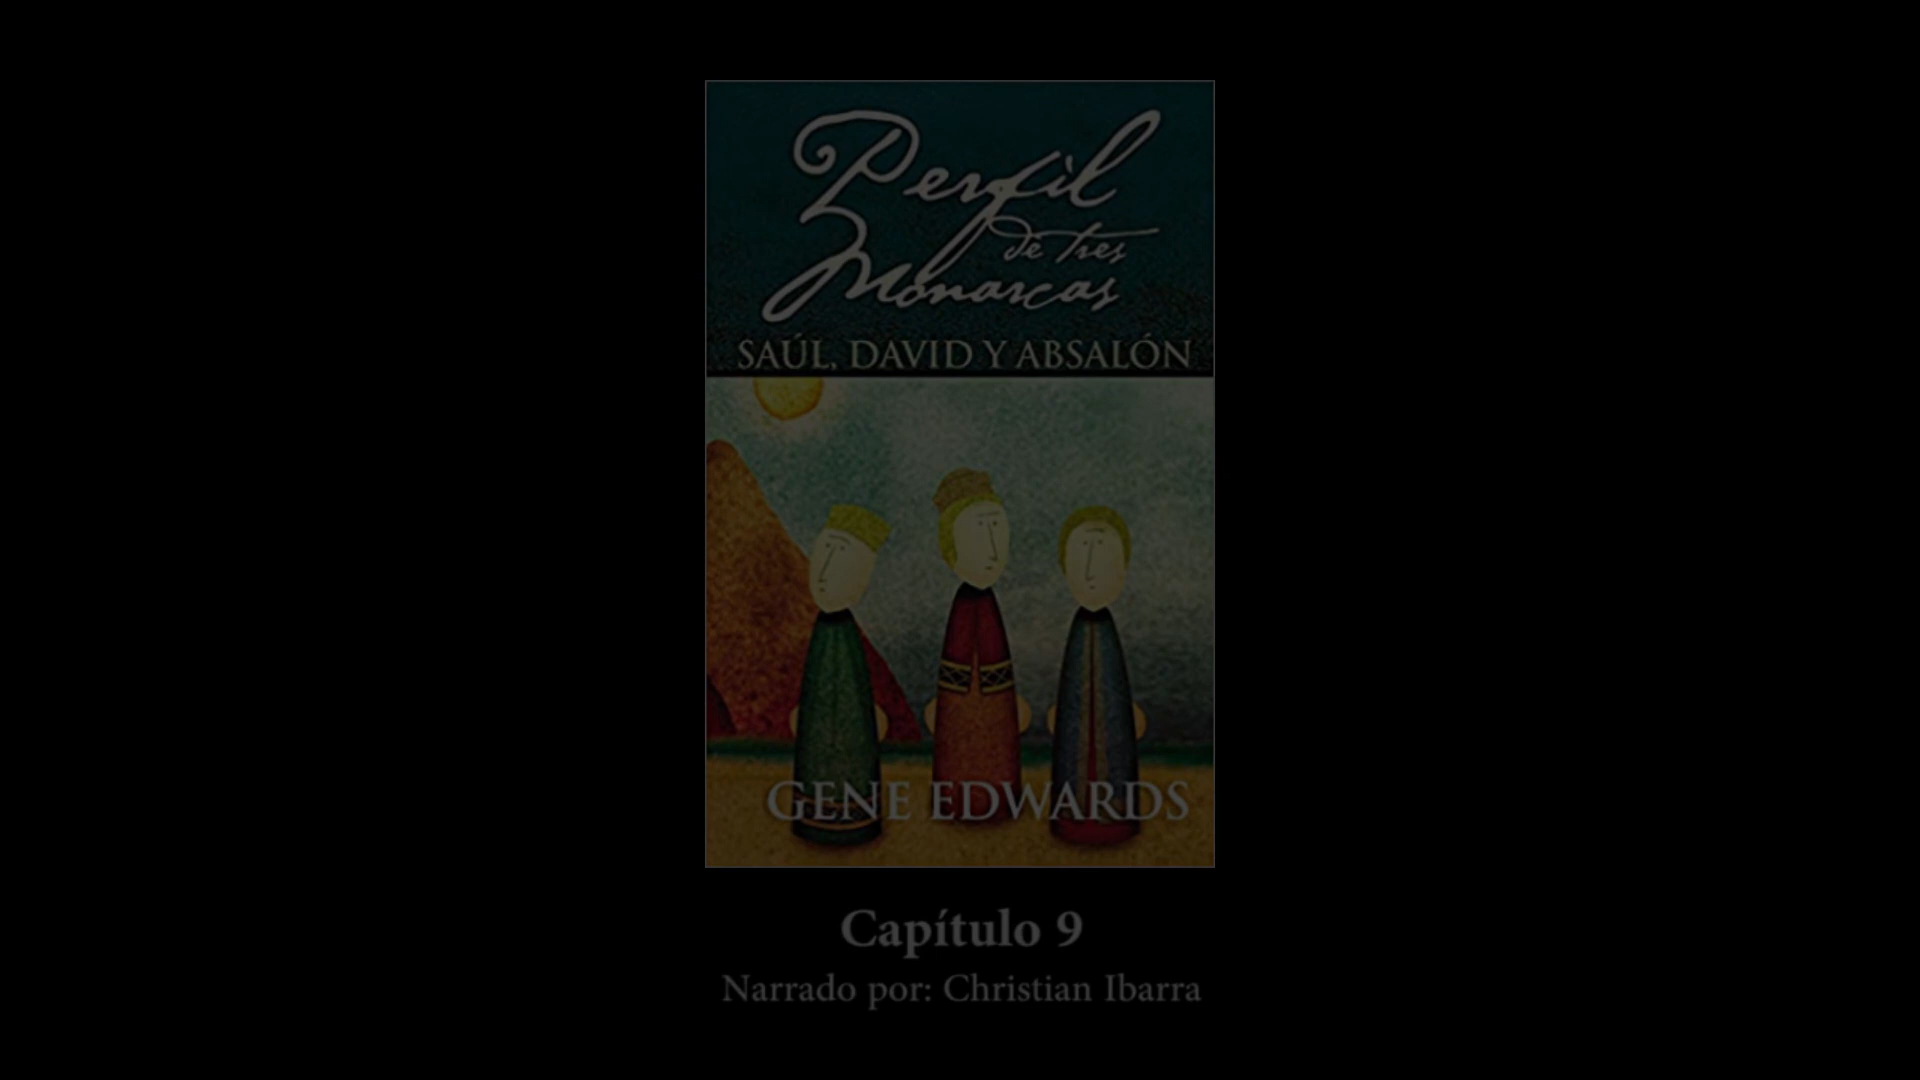 Perfil
de tres
Monarcas
SAÚL, DAVID Y ABSALÓN
GENE EDWARDS
Capítulo 9
Narrado por: Christian Ibarra